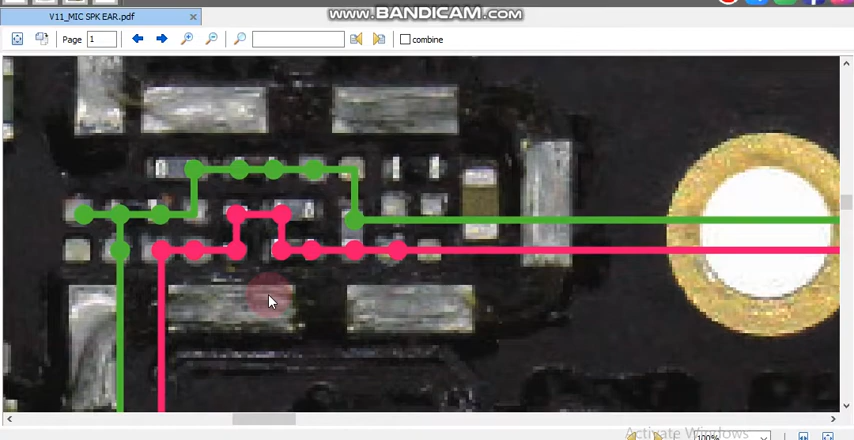 www.BANDICAM.com
V11_MIC SPK EAR.pdf
Page 1
combine
Activate Windows
100%